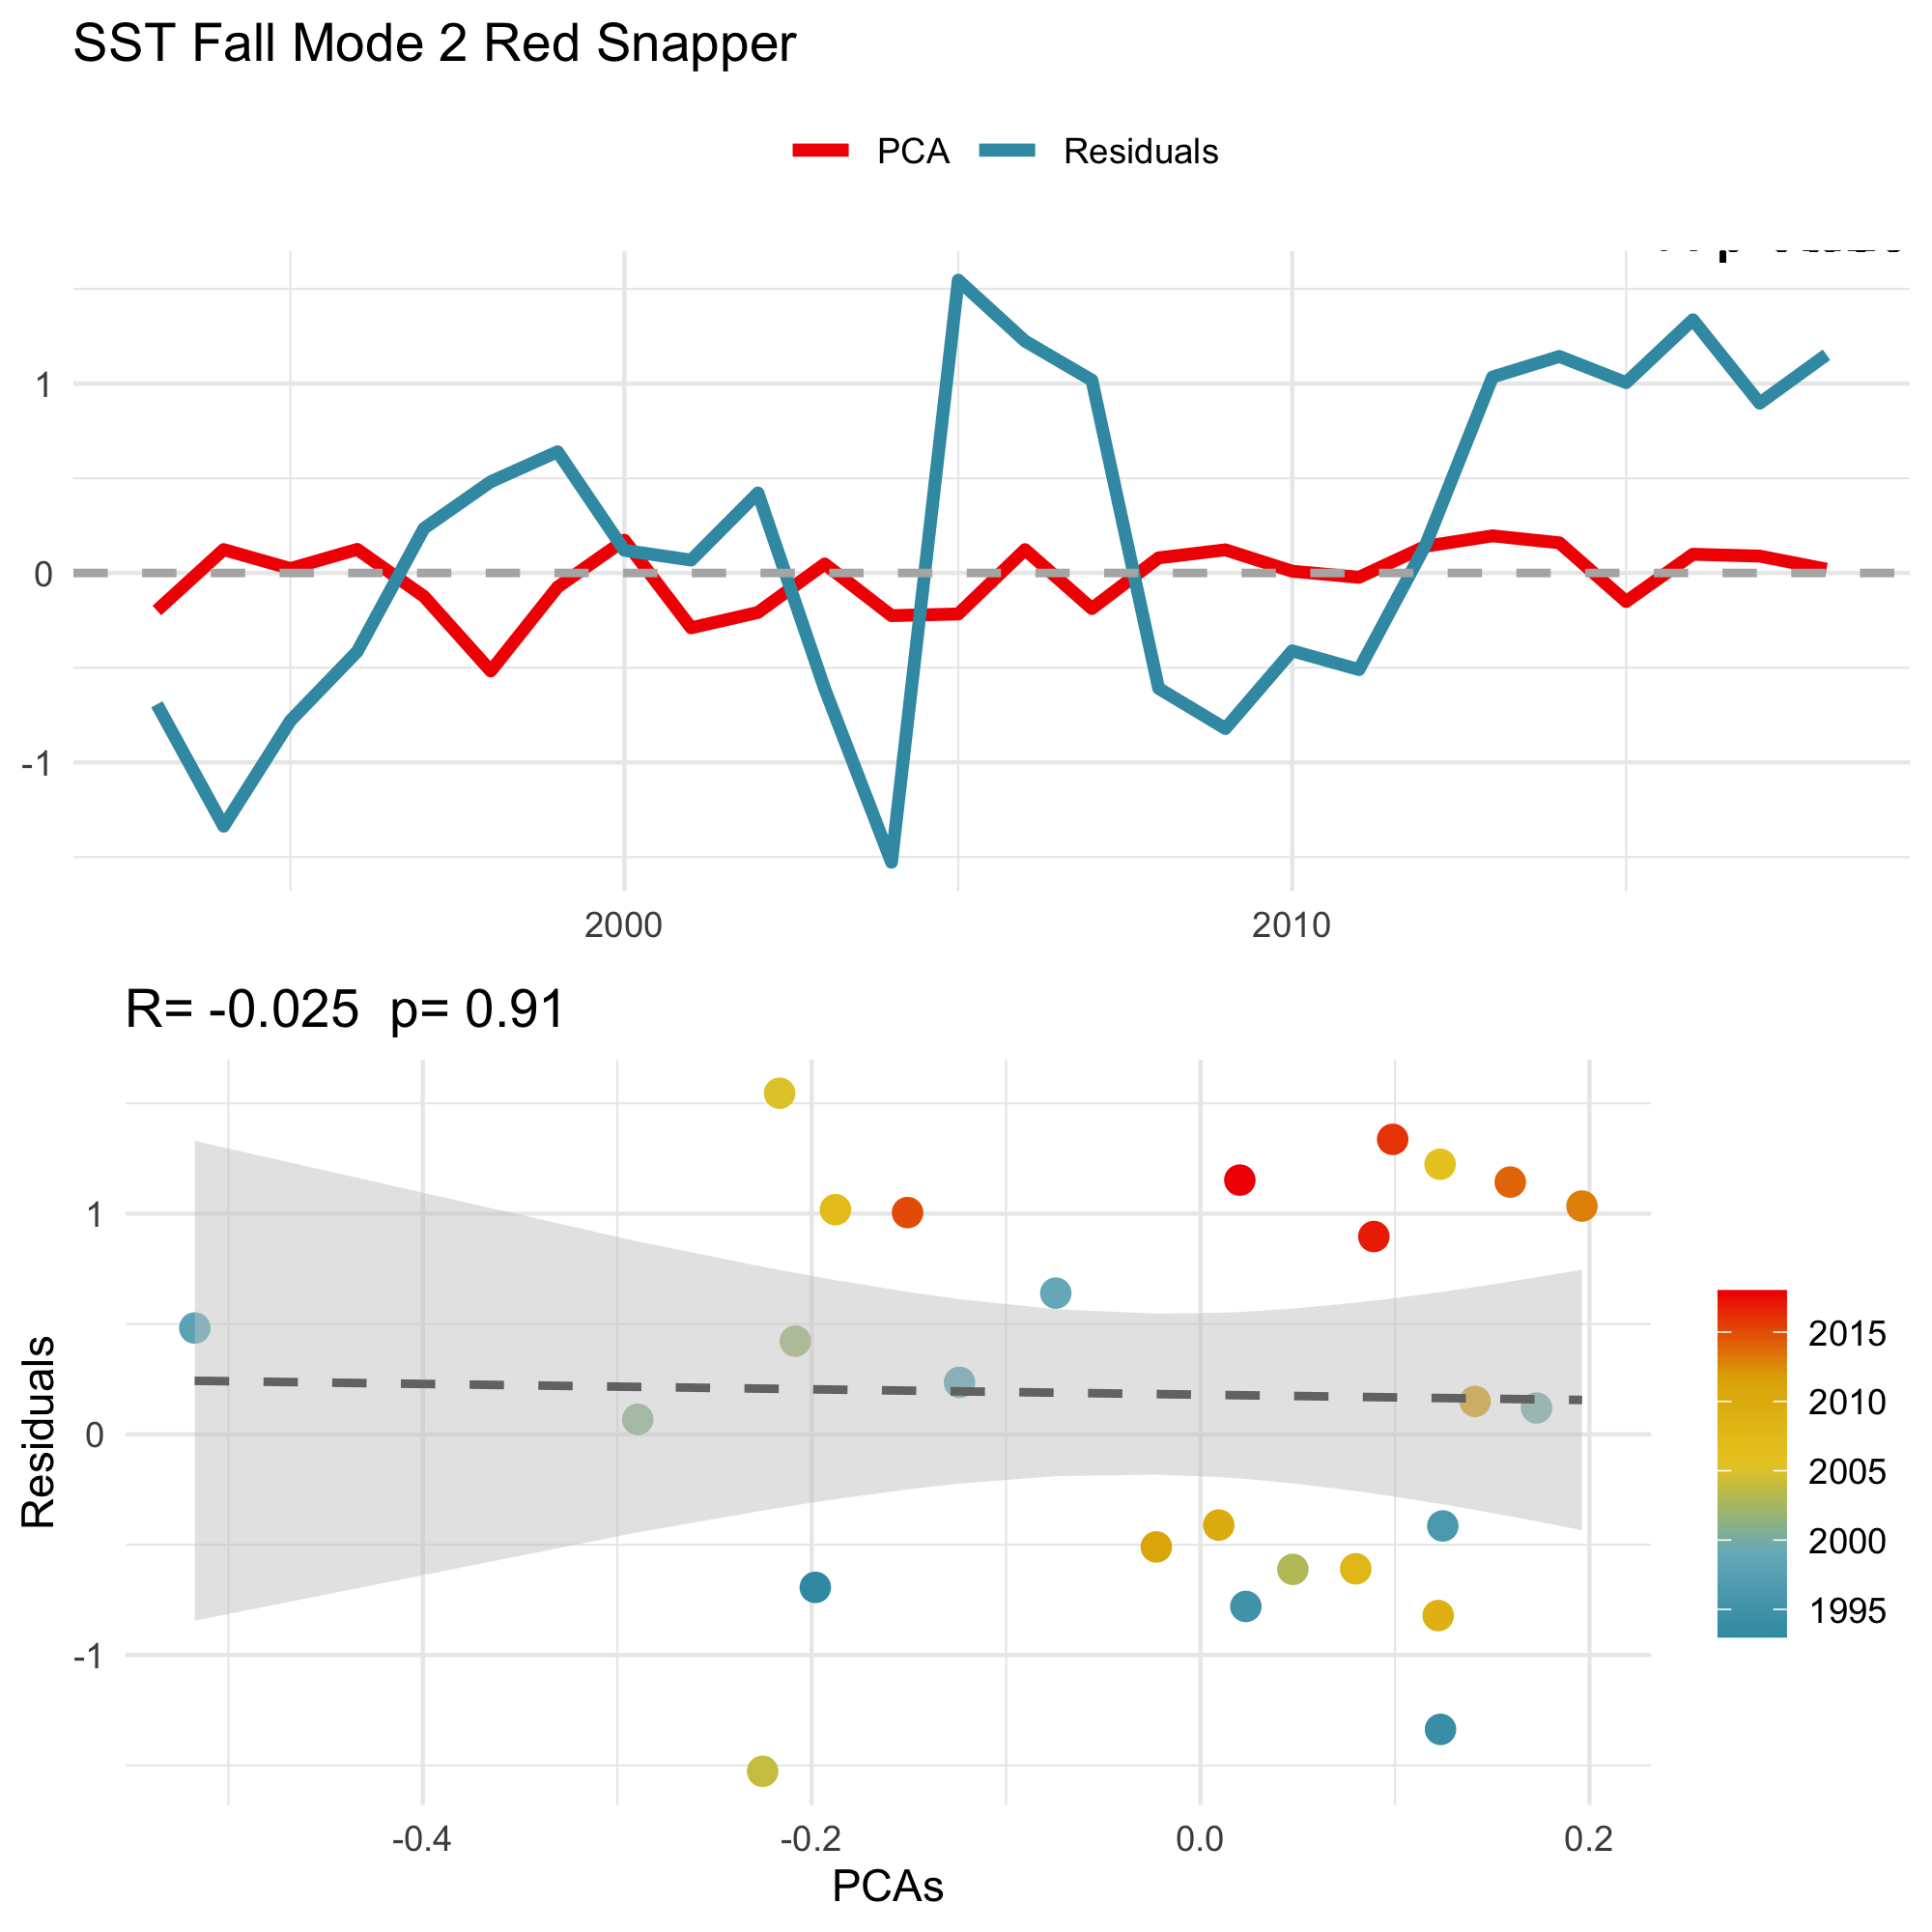 SST Fall Mode 2 Red Snapper
PCA Residuals
1
0
-1
2000 2010
R= -0.025  p= 0.91
Residuals
1
0
-1
-0.4 -0.2 0.0 0.2
PCAs
2015
2010
2005
2000
1995